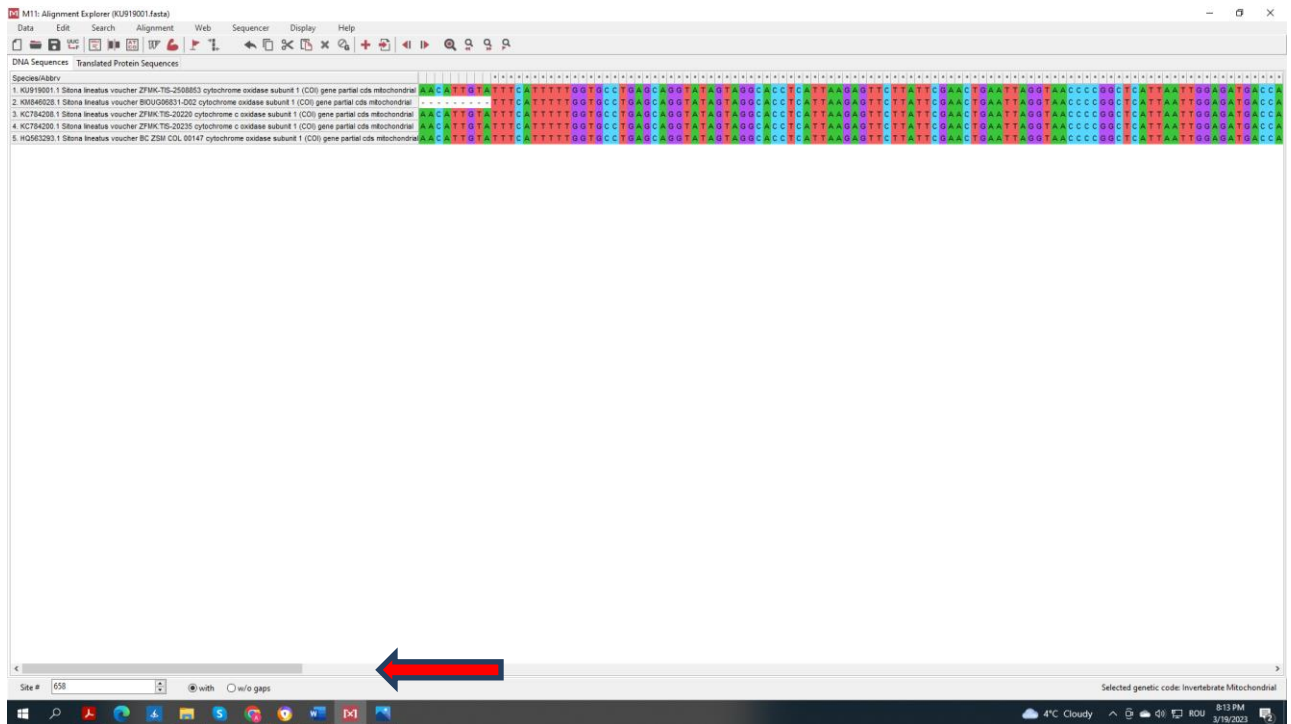 M11: Alignment Explorer (KU919001.fasta)
Data Edit Search Alignment Web Sequencer Display Help
DNA Sequences Translated Protein Sequences
Species/Abbrv
1. KU919001.1 Sitona lineatus voucher ZFMK-TIS-2508853 cytochrome oxidase subunit 1 (COI) gene partial cds mitochondrial AACATTGTATTTCATTTTTGGTGCCTGAGCAGGTATAGTAGGCACCTCATTAAGAGTTCTTATTCGAACTGAATTAGGTAACCCCGGCTCATTAATTGGAGATGACCA
2. KM846028.1 Sitona lineatus voucher BIOUG06831-D02 cytochrome oxidase subunit 1 (COI) gene partial cds mitochondrial ---------TTTCATTTTTGGTGCCTGAGCAGGTATAGTAGGCACCTCATTAAGAGTTCTTATTCGAACTGAATTAGGTAACCCCGGCTCATTAATTGGAGATGACCA
3. KC784208.1 Sitona lineatus voucher ZFMK:TIS-20220 cytochrome c oxidase subunit 1 (COI) gene partial cds mitochondrial AACATTGTATTTCATTTTTGGTGCCTGAGCAGGTATAGTAGGCACCTCATTAAGAGTTCTTATTCGAACTGAATTAGGTAACCCCGGCTCATTAATTGGAGATGACCA
4. KC784200.1 Sitona lineatus voucher ZFMK:TIS-20235 cytochrome c oxidase subunit 1 (COI) gene partial cds mitochondrial AACATTGTATTTCATTTTTGGTGCCTGAGCAGGTATAGTAGGCACCTCATTAAGAGTTCTTATTCGAACTGAATTAGGTAACCCCGGCTCATTAATTGGAGATGACCA
5. HQ563293.1 Sitona lineatus voucher BC ZSM COL 00147 cytochrome oxidase subunit 1 (COI) gene partial cds mitochondrial AACATTGTATTTCATTTTTGGTGCCTGAGCAGGTATAGTAGGCACCTCATTAAGAGTTCTTATTCGAACTGAATTAGGTAACCCCGGCTCATTAATTGGAGATGACCA
Site # 658 with w/o gaps Selected genetic code: Invertebrate Mitochondrial
4°C Cloudy ROU 8:13 PM
3/19/2023